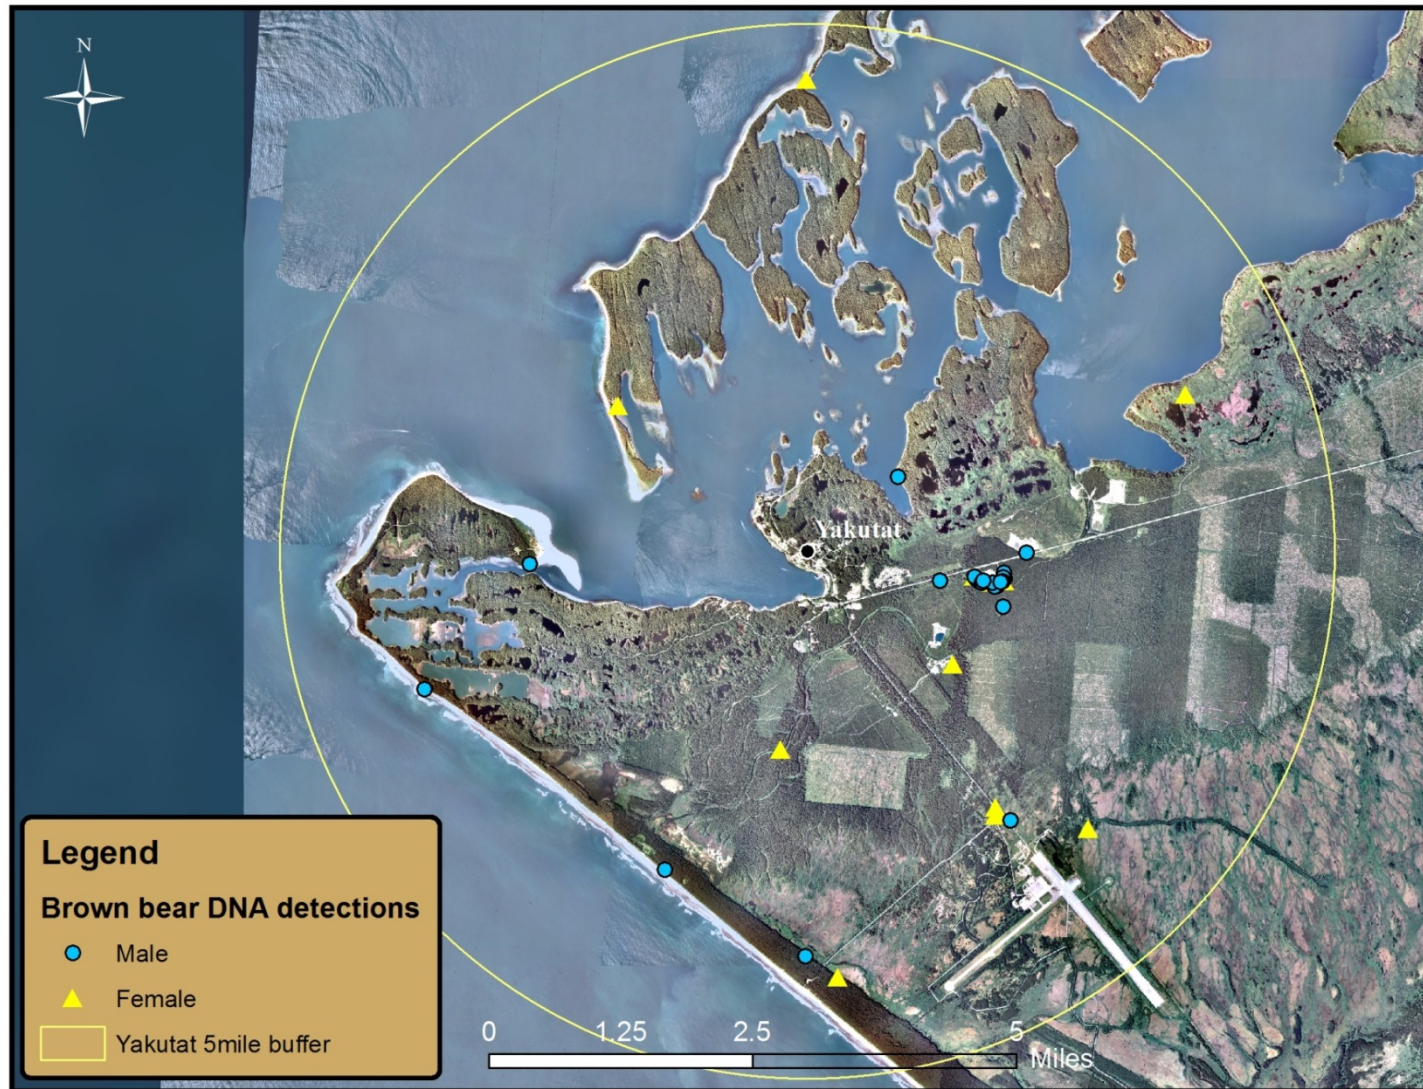 N
Yakutat
Legend
Brown bear DNA detections
Male
Female
Yakutat 5mile buffer
0 1.25 2.5 5
Miles